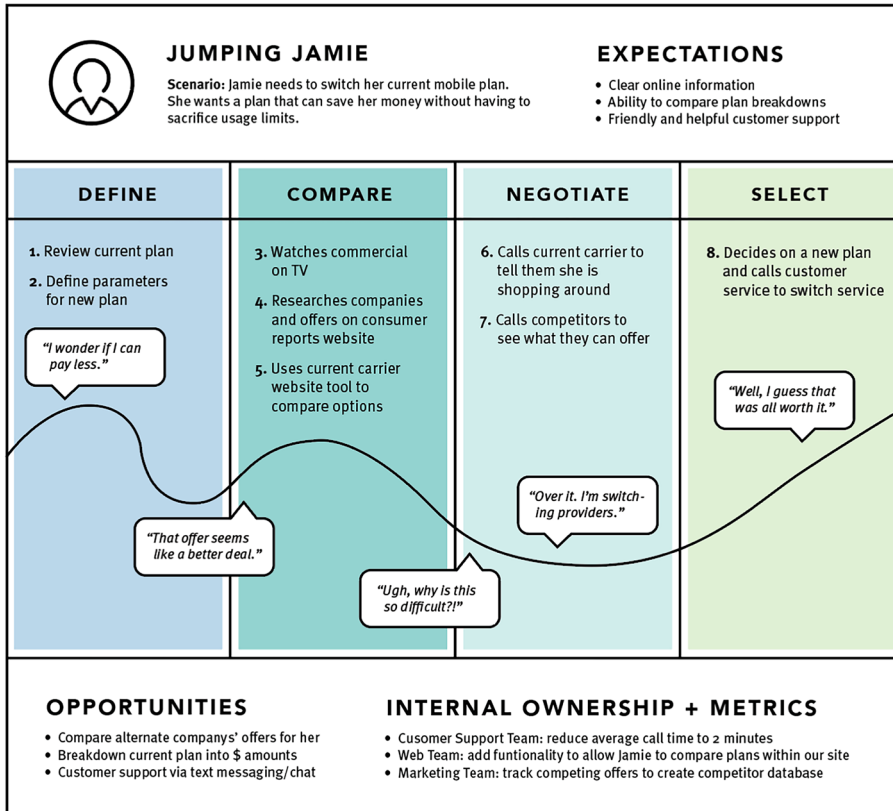 JUMPING JAMIE
Scenario: Jamie needs to switch her current mobile plan.
She wants a plan that can save her money without having to
sacrifice usage limits.
EXPECTATIONS
• Clear online information
• Ability to compare plan breakdowns
• Friendly and helpful customer support
DEFINE
1. Review current plan
2. Define parameters
for new plan
“I wonder if I can
pay less.”
“That offer seems
like a better deal.”
COMPARE
3. Watches commercial
on TV
4. Researches companies
and offers on consumer
reports website
5. Uses current carrier
website tool to
compare options
“Ugh, why is this
so difficult?!”
NEGOTIATE
6. Calls current carrier to
tell them she is
shopping around
7. Calls competitors to
see what they can offer
“Over it. I’m switch-
ing providers.”
SELECT
8. Decides on a new plan
and calls customer
service to switch service
“Well, I guess that
was all worth it.”
OPPORTUNITIES
• Compare alternate companys’ offers for her
• Breakdown current plan into $ amounts
• Customer support via text messaging/chat
INTERNAL OWNERSHIP + METRICS
• Cusomer Support Team: reduce average call time to 2 minutes
• Web Team: add funtionality to allow Jamie to compare plans within our site
• Marketing Team: track competing offers to create competitor database